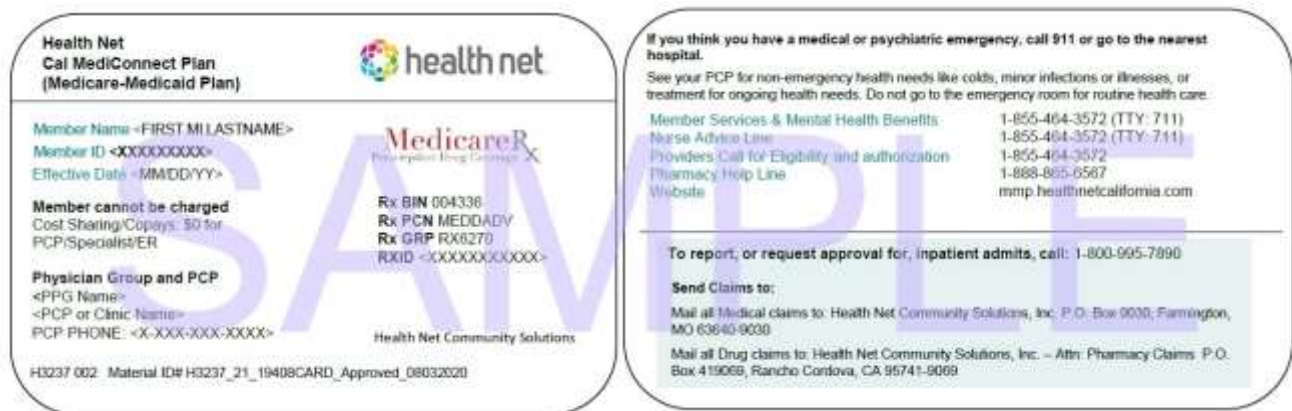 Health Net
Cal MediConnect Plan
(Medicare-Medicaid Plan)
health net
Member Name <FIRST MI LASTNAME>
Member ID <XXXXXXXXX>
Effective Date <MM/DD/YY>
MedicareRx
Prescription Drug Coverage
Member cannot be charged
Cost Sharing/Copays: $0 for
PCP/Specialist/ER
Rx BIN 004336
Rx PCN MEDDADV
Rx GRP RX6270
RXID <XXXXXXXXXXX>
Physician Group and PCP
<PPG Name>
<PCP or Clinic Name>
PCP PHONE: <X-XXX-XXX-XXXX>
Health Net Community Solutions
H3237 002 Material ID# H3237_21_19408CARD_Approved_08032020
If you think you have a medical or psychiatric emergency, call 911 or go to the nearest
hospital.
See your PCP for non-emergency health needs like colds, minor infections or illnesses, or
treatment for ongoing health needs. Do not go to the emergency room for routine health care.
Member Services & Mental Health Benefits 1-855-464-3572 (TTY: 711)
Nurse Advice Line 1-855-464-3572 (TTY: 711)
Providers Call for Eligibility and authorization 1-855-464-3572
Pharmacy Help Line 1-888-865-6567
Website mmp.healthnetcalifornia.com
To report, or request approval for, inpatient admits, call: 1-800-995-7890
Send Claims to:
Mail all Medical claims to: Health Net Community Solutions, Inc. P.O. Box 9030, Farmington,
MO 63640-9030
Mail all Drug claims to: Health Net Community Solutions, Inc. – Attn: Pharmacy Claims P.O.
Box 419069, Rancho Cordova, CA 95741-9069
SAMPLE